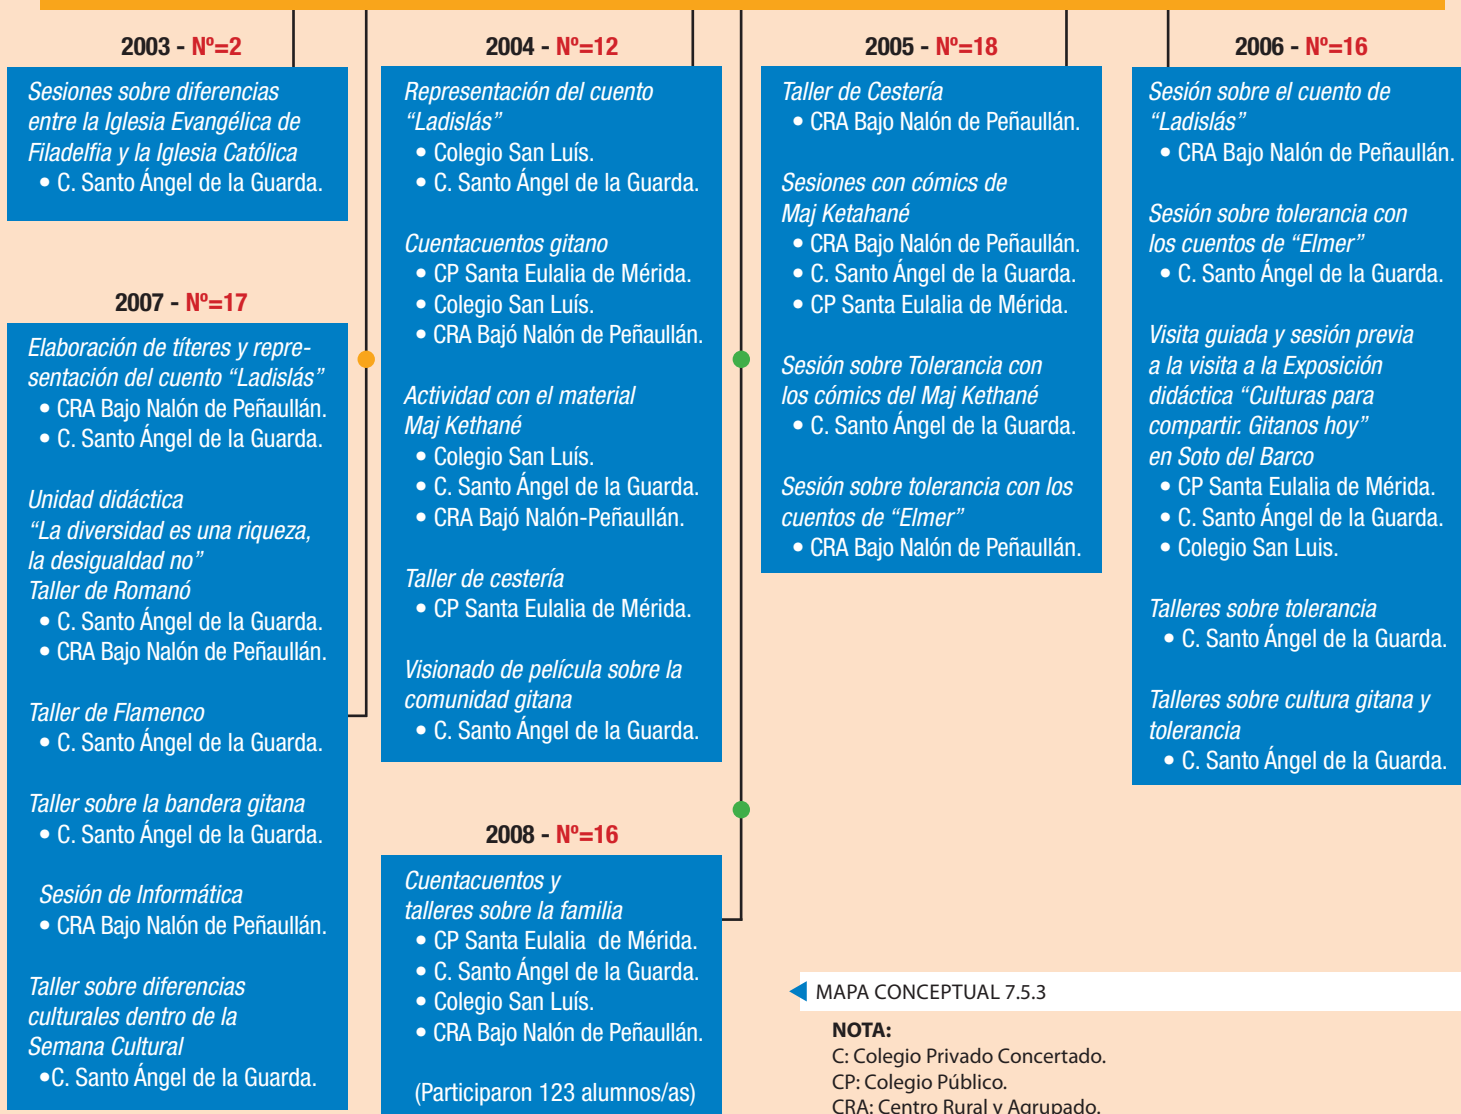 2003 - Nº=2
Sesiones sobre diferencias
entre la Iglesia Evangélica de
Filadelfia y la Iglesia Católica
• C. Santo Ángel de la Guarda.
2004 - Nº=12
Representación del cuento
“Ladislás”
• Colegio San Luís.
• C. Santo Ángel de la Guarda.
Cuentacuentos gitano
• CP Santa Eulalia de Mérida.
• Colegio San Luís.
• CRA Bajó Nalón de Peñaullán.
Actividad con el material
Maj Kethané
• Colegio San Luís.
• C. Santo Ángel de la Guarda.
• CRA Bajó Nalón-Peñaullán.
Taller de cestería
• CP Santa Eulalia de Mérida.
Visionado de película sobre la
comunidad gitana
• C. Santo Ángel de la Guarda.
2005 - Nº=18
Taller de Cestería
• CRA Bajo Nalón de Peñaullán.
Sesiones con cómics de
Maj Ketahané
• CRA Bajo Nalón de Peñaullán.
• C. Santo Ángel de la Guarda.
• CP Santa Eulalia de Mérida.
Sesión sobre Tolerancia con
los cómics del Maj Kethané
• C. Santo Ángel de la Guarda.
Sesión sobre tolerancia con los
cuentos de “Elmer”
• CRA Bajo Nalón de Peñaullán.
2006 - Nº=16
Sesión sobre el cuento de
“Ladislás”
• CRA Bajo Nalón de Peñaullán.
Sesión sobre tolerancia con
los cuentos de “Elmer”
• C. Santo Ángel de la Guarda.
Visita guiada y sesión previa
a la visita a la Exposición
didáctica “Culturas para
compartir. Gitanos hoy”
en Soto del Barco
• CP Santa Eulalia de Mérida.
• C. Santo Ángel de la Guarda.
• Colegio San Luis.
Talleres sobre tolerancia
• C. Santo Ángel de la Guarda.
Talleres sobre cultura gitana y
tolerancia
• C. Santo Ángel de la Guarda.
2007 - Nº=17
Elaboración de títeres y repre-
sentación del cuento “Ladislás”
• CRA Bajo Nalón de Peñaullán.
• C. Santo Ángel de la Guarda.
Unidad didáctica
“La diversidad es una riqueza,
la desigualdad no”
Taller de Romanó
• C. Santo Ángel de la Guarda.
• CRA Bajo Nalón de Peñaullán.
Taller de Flamenco
• C. Santo Ángel de la Guarda.
Taller sobre la bandera gitana
• C. Santo Ángel de la Guarda.
Sesión de Informática
• CRA Bajo Nalón de Peñaullán.
Taller sobre diferencias
culturales dentro de la
Semana Cultural
•C. Santo Ángel de la Guarda.
2008 - Nº=16
Cuentacuentos y
talleres sobre la familia
• CP Santa Eulalia de Mérida.
• C. Santo Ángel de la Guarda.
• Colegio San Luís.
• CRA Bajo Nalón de Peñaullán.
(Participaron 123 alumnos/as)
MAPA CONCEPTUAL 7.5.3
NOTA:
C: Colegio Privado Concertado.
CP: Colegio Público.
CRA: Centro Rural y Agrupado.